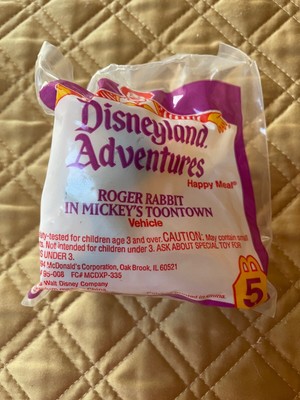 Disneyland
Adventures
Happy Meal®
ROGER RABBIT
IN MICKEY'S TOONTOWN
Vehicle
ty-tested for children age 3 and over. CAUTION: May contain small
Not intended for children under 3. ASK ABOUT SPECIAL TOY FOR
UNDER 3.
94 McDonald's Corporation, Oak Brook, IL 60521
FC# MCDXP-335
Walt Disney Company
5